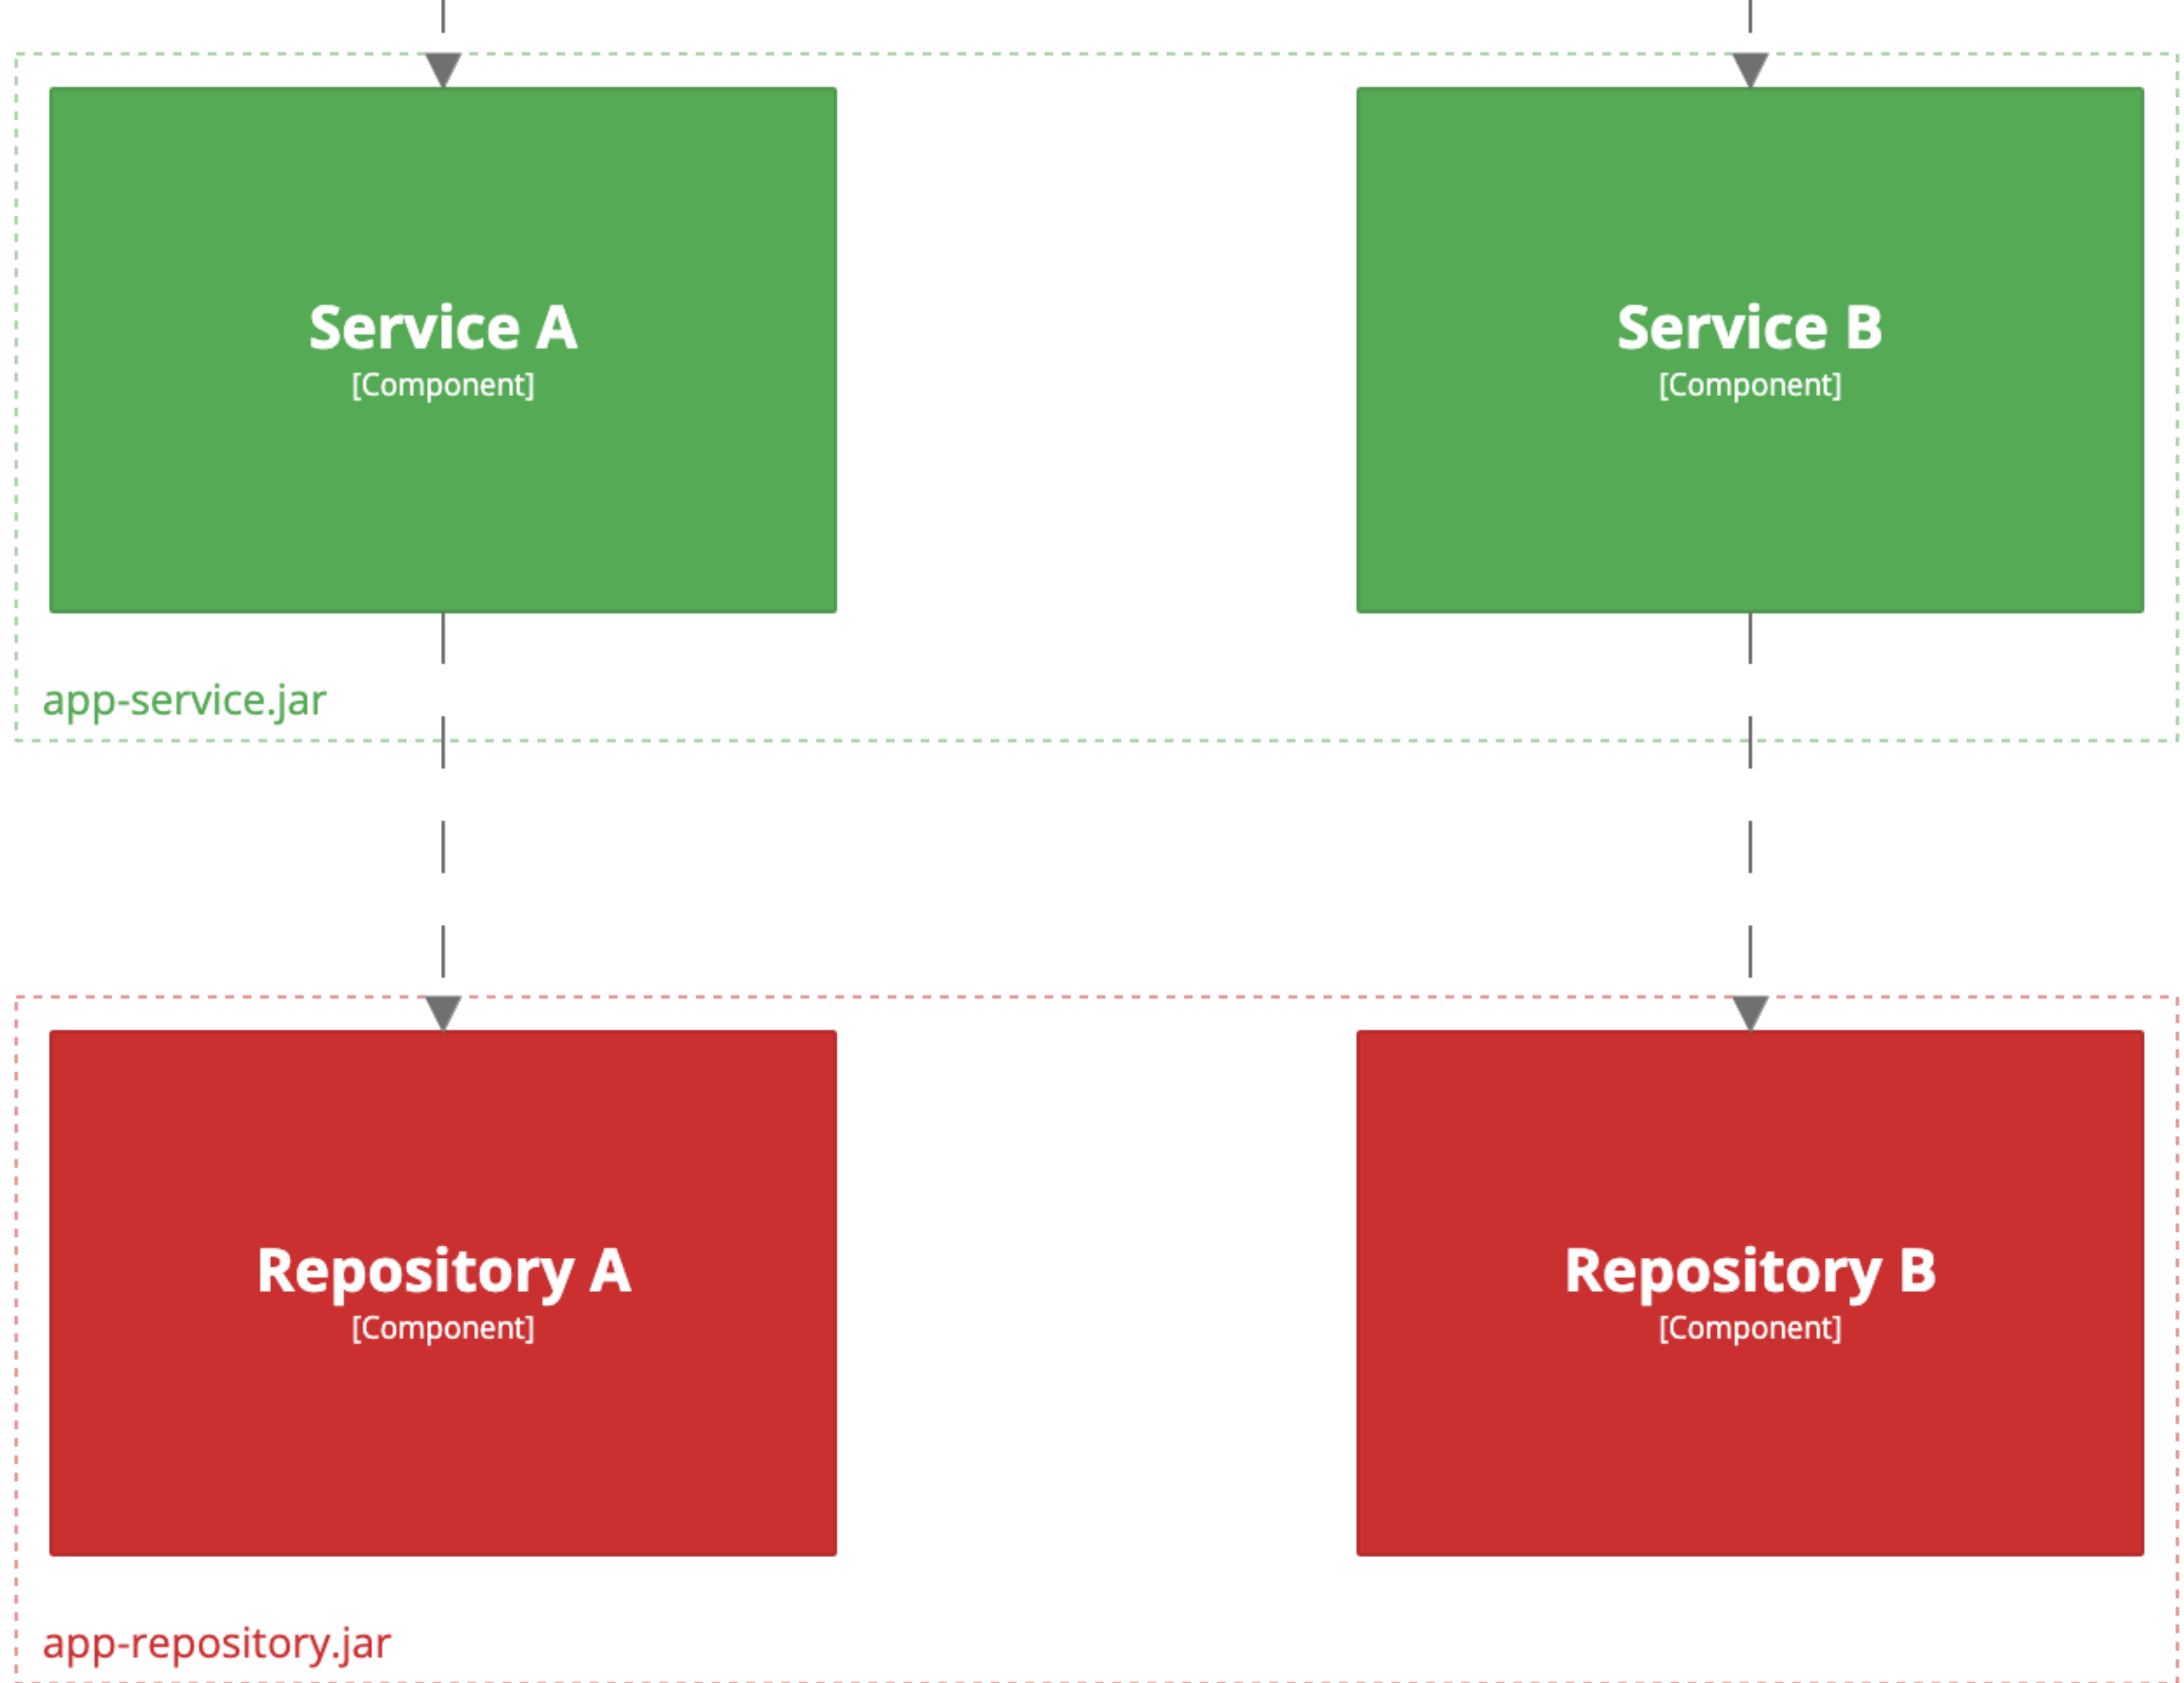 Service A
[Component]
Service B
[Component]
app-service.jar
Repository A
[Component]
Repository B
[Component]
app-repository.jar